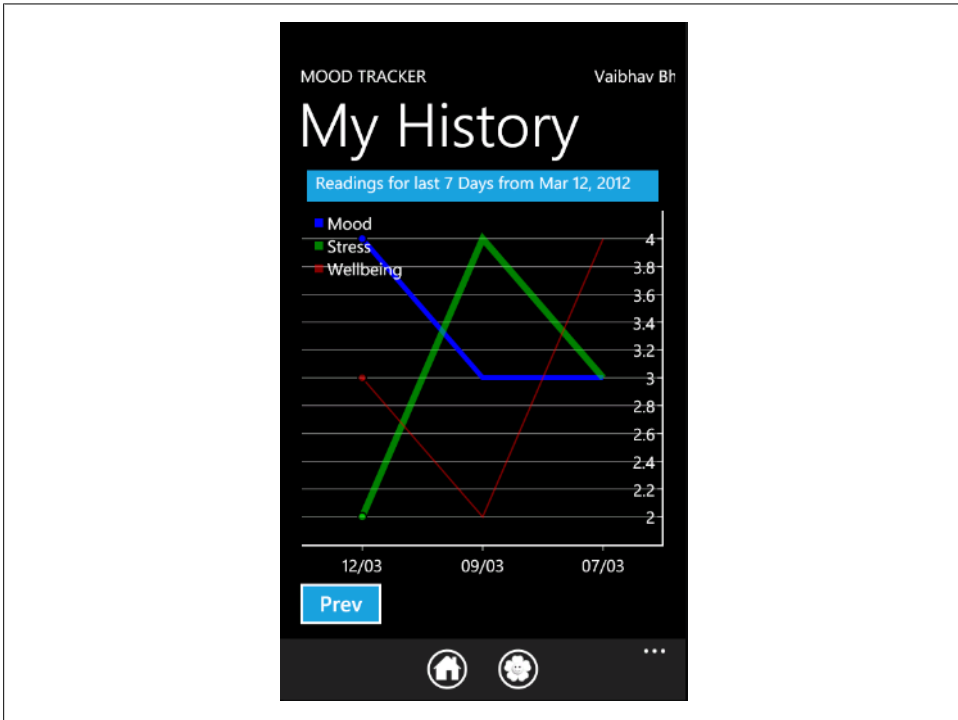 MOOD TRACKER Vaibhav Bh
My History
Readings for last 7 Days from Mar 12, 2012
Mood
Stress
Wellbeing
4
3.8
3.6
3.4
3.2
3
2.8
2.6
2.4
2.2
2
12/03 09/03 07/03
Prev
...